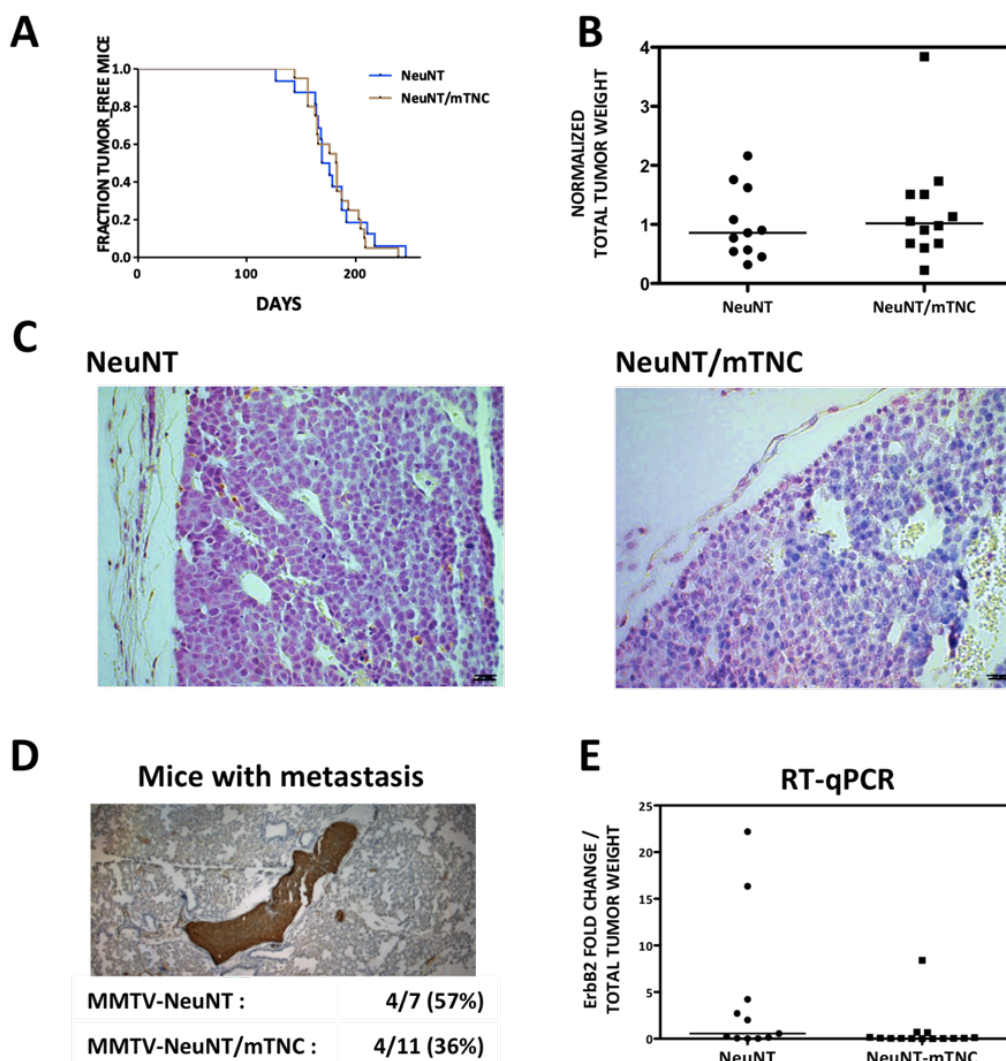 A
FRACTION TUMOR_FREE MICE
1.0
0.8
0.6
0.4
0.2
0.0
0
100
200
DAYS
NeuNT
NeuNT/mTNC
B
NORMALIZED
TOTAL TUMOR WEIGHT
4
3
2
1
0
NeuNT
NeuNT/mTNC
C
NeuNT
NeuNT/mTNC
D
Mice with metastasis
MMTV-NeuNT : 4/7 (57%)
MMTV-NeuNT/mTNC : 4/11 (36%)
E
RT-qPCR
ErbB2 FOLD CHANGE /
TOTAL TUMOR WEIGHT
25
20
15
10
5
0
NeuNT
NeuNT-mTNC